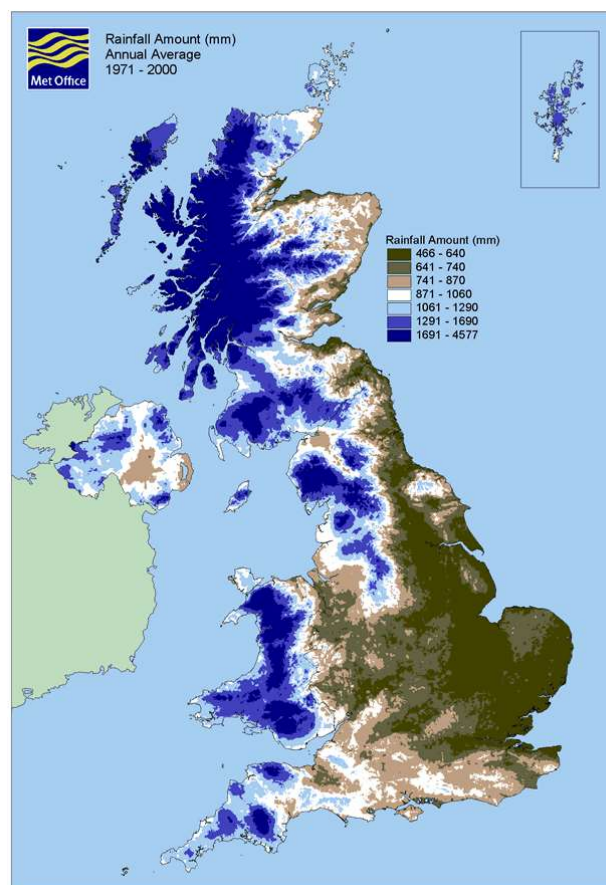 Met Office
Rainfall Amount (mm)
Annual Average
1971 - 2000
Rainfall Amount (mm)
466 - 640
641 - 740
741 - 870
871 - 1060
1061 - 1290
1291 - 1690
1691 - 4577